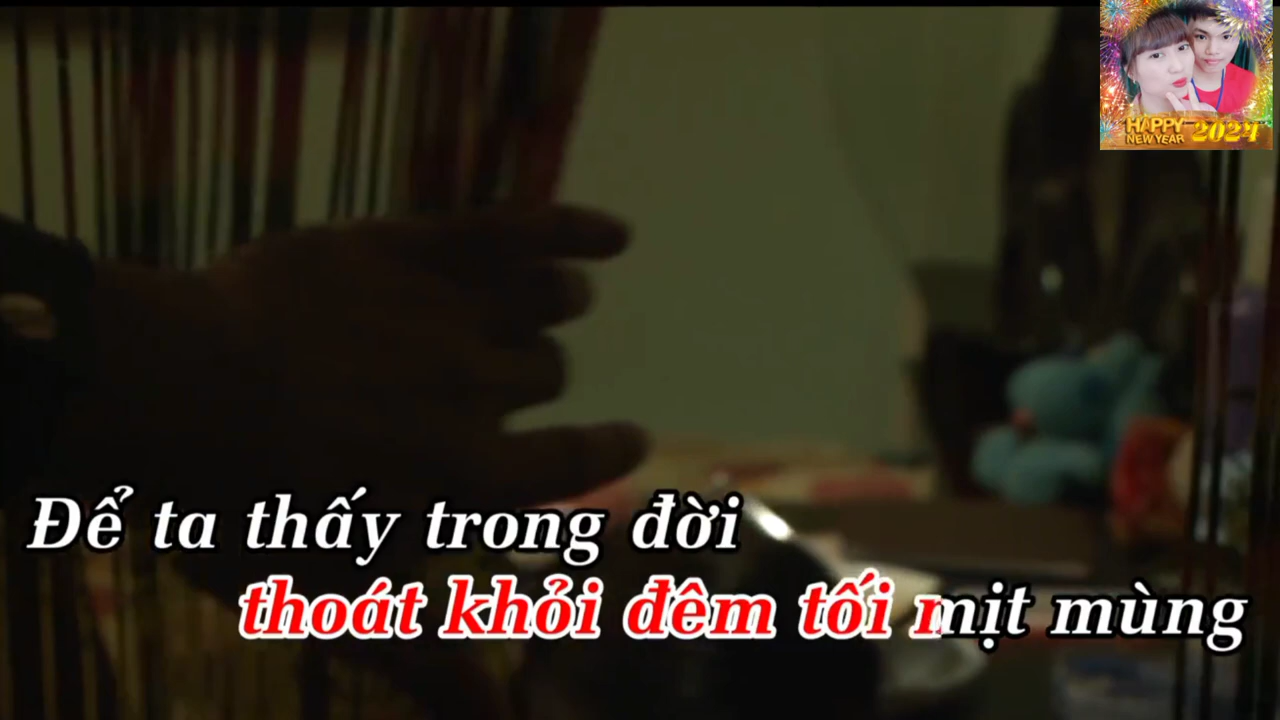 HAPPY
NEW YEAR 2024
Để ta thấy trong đời
thoát khỏi đêm tối mịt mùng